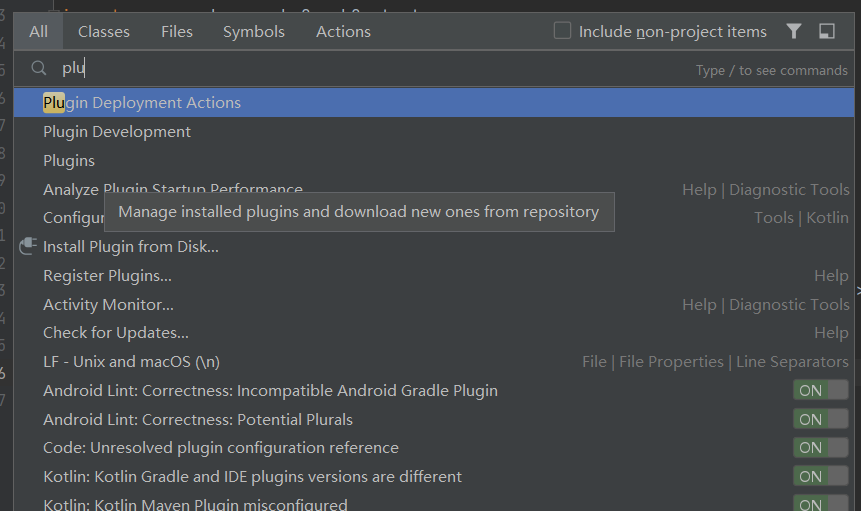 All Classes Files Symbols Actions Include non-project items
plu Type / to see commands
Plugin Deployment Actions
Plugin Development
Plugins
Analyze Plugin Startup Performance Help | Diagnostic Tools
Manage installed plugins and download new ones from repository
Tools | Kotlin
Install Plugin from Disk...
Register Plugins... Help
Activity Monitor... Help | Diagnostic Tools
Check for Updates... Help
LF - Unix and macOS (\n) File | File Properties | Line Separators
Android Lint: Correctness: Incompatible Android Gradle Plugin ON
Android Lint: Correctness: Potential Plurals ON
Code: Unresolved plugin configuration reference ON
Kotlin: Kotlin Gradle and IDE plugins versions are different ON
Kotlin: Kotlin Maven Plugin misconfigured ON